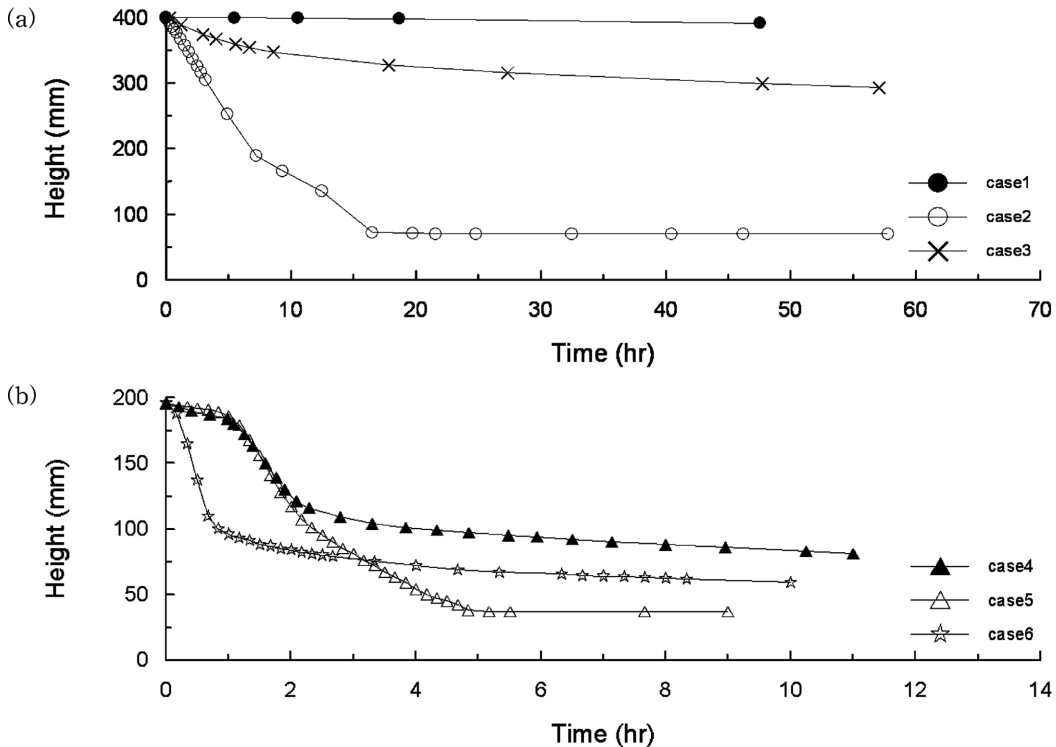 (a)
Height (mm)
400
300
200
100
0
case1
case2
case3
0 10 20 30 40 50 60 70
Time (hr)
(b)
Height (mm)
200
150
100
50
0
case4
case5
case6
0 2 4 6 8 10 12 14
Time (hr)